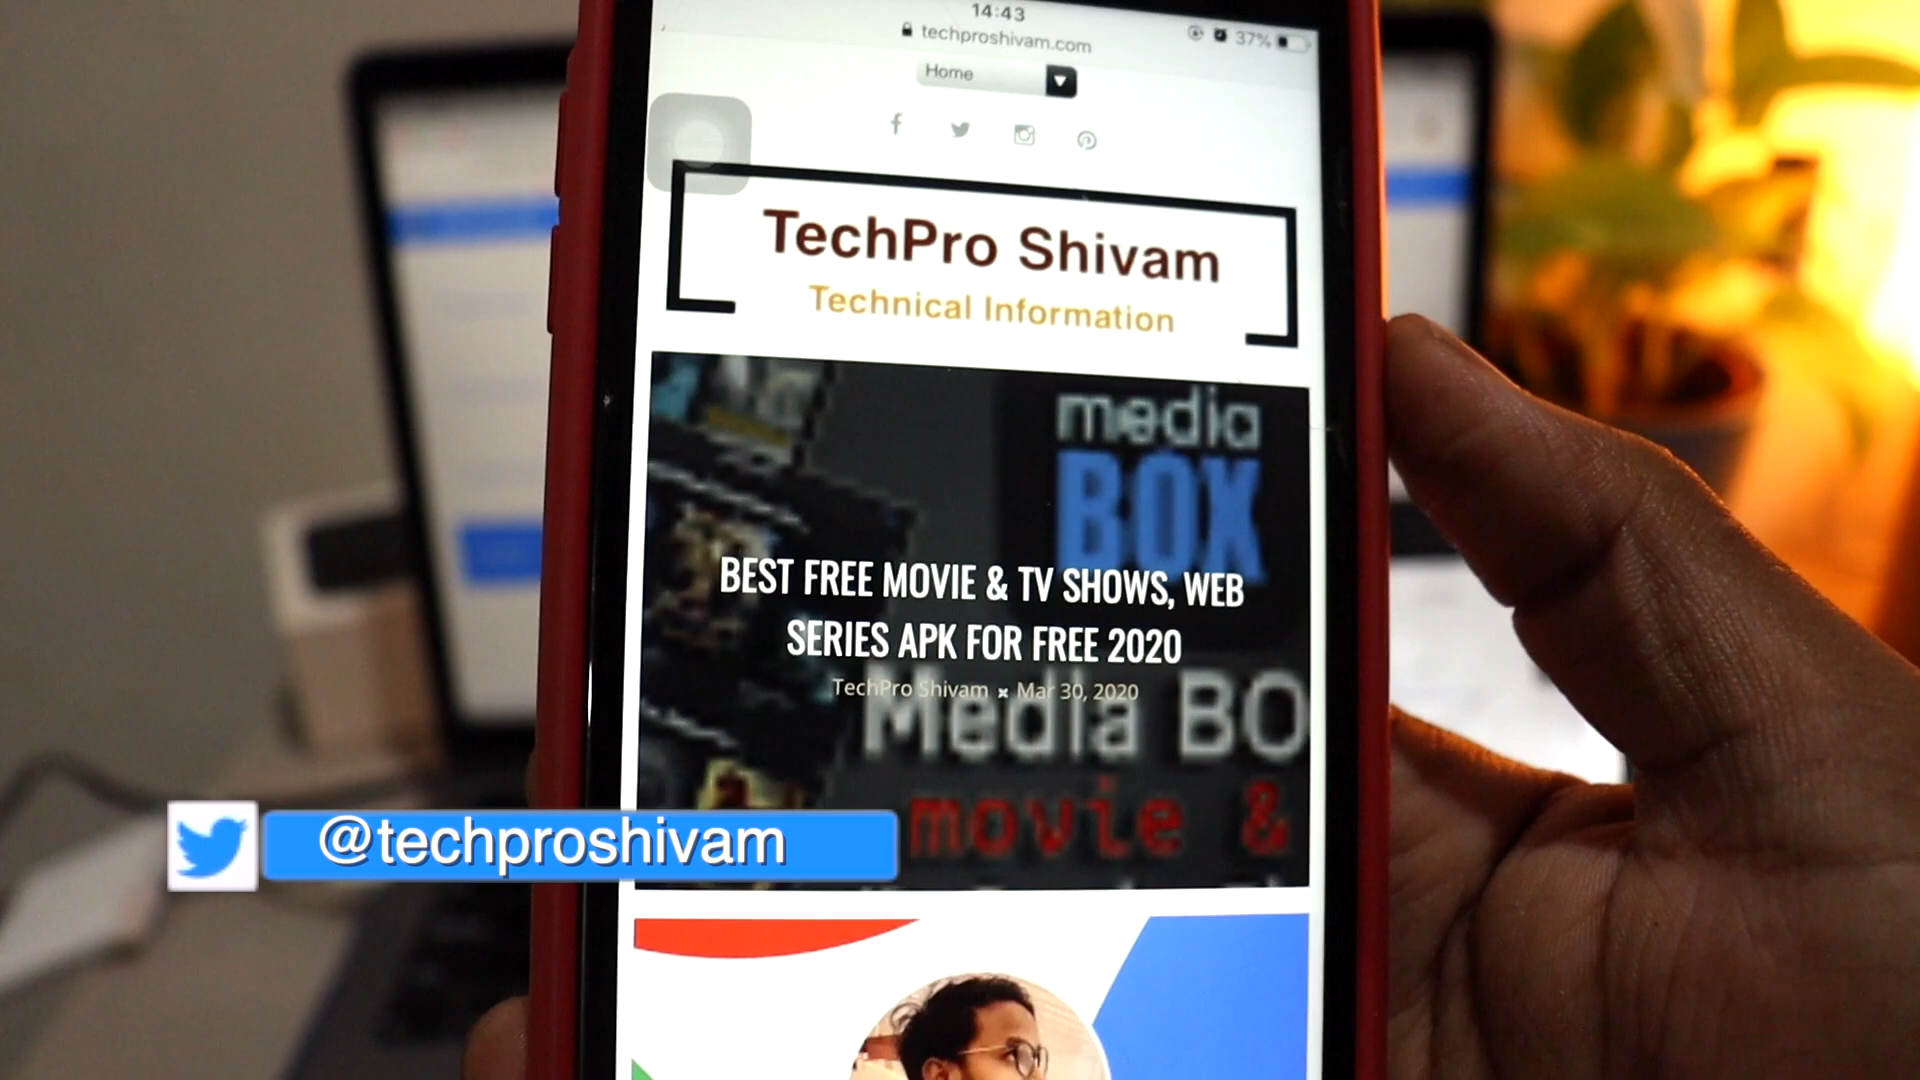 14:43
techproshivam.com
37%
Home
TechPro Shivam
Technical Information
media
BOX
BEST FREE MOVIE & TV SHOWS, WEB
SERIES APK FOR FREE 2020
TechPro Shivam × Mar 30, 2020
Media BO
movie &
@techproshivam